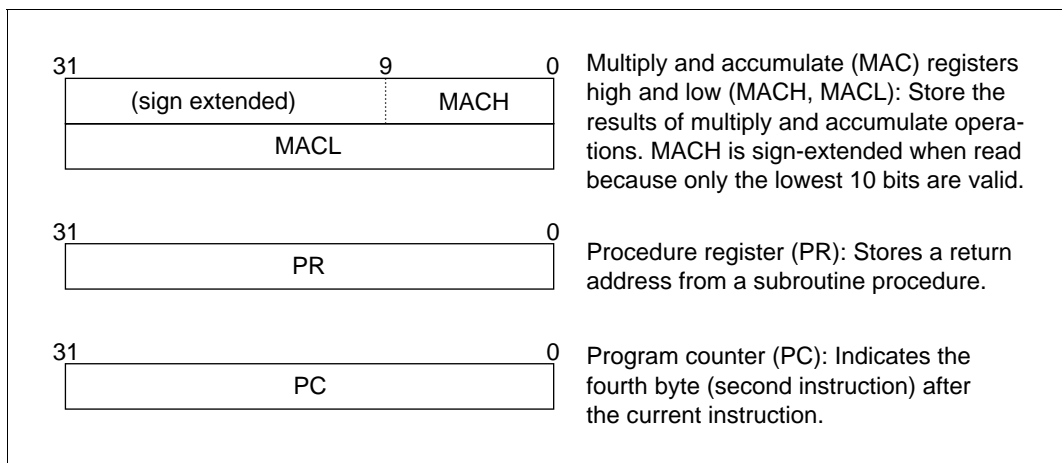 31 9 0
(sign extended) MACH
MACL
Multiply and accumulate (MAC) registers
high and low (MACH, MACL): Store the
results of multiply and accumulate opera-
tions. MACH is sign-extended when read
because only the lowest 10 bits are valid.
31 0
PR
Procedure register (PR): Stores a return
address from a subroutine procedure.
31 0
PC
Program counter (PC): Indicates the
fourth byte (second instruction) after
the current instruction.